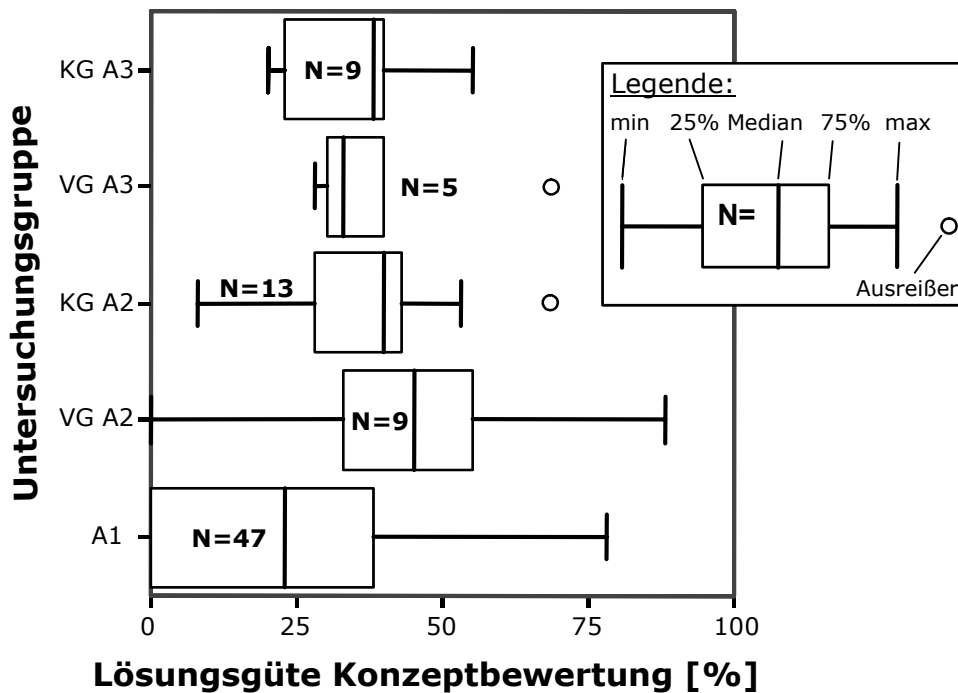 Untersuchungsgruppe
KG A3
N=9
VG A3
N=5
KG A2
N=13
VG A2
N=9
A1
N=47
0 25 50 75 100
Lösungsgüte Konzeptbewertung [%]
Legende:
min 25% Median 75% max
N=
Ausreißer